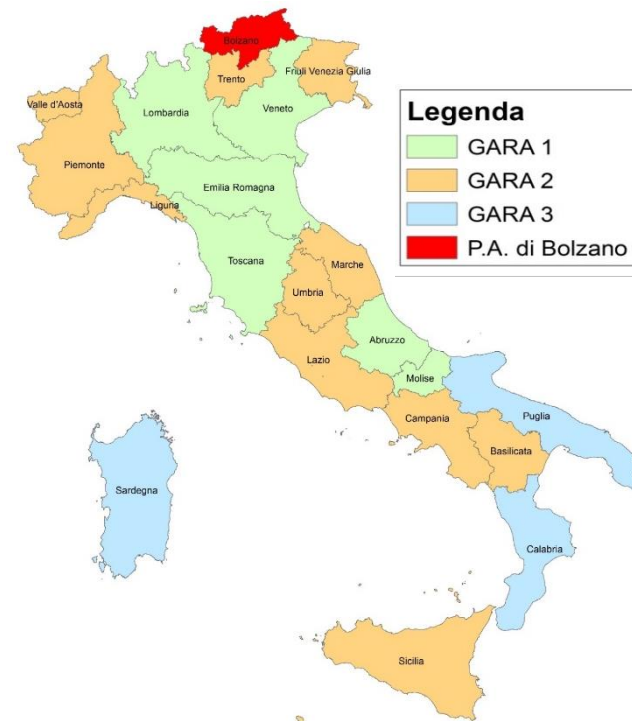 Bolzano
Trento
Friuli Venezia Giulia
Valle d'Aosta
Lombardia
Veneto
Piemonte
Emilia Romagna
Liguria
Toscana
Marche
Umbria
Lazio
Abruzzo
Molise
Campania
Puglia
Basilicata
Sardegna
Calabria
Sicilia
Legenda
GARA 1
GARA 2
GARA 3
P.A. di Bolzano